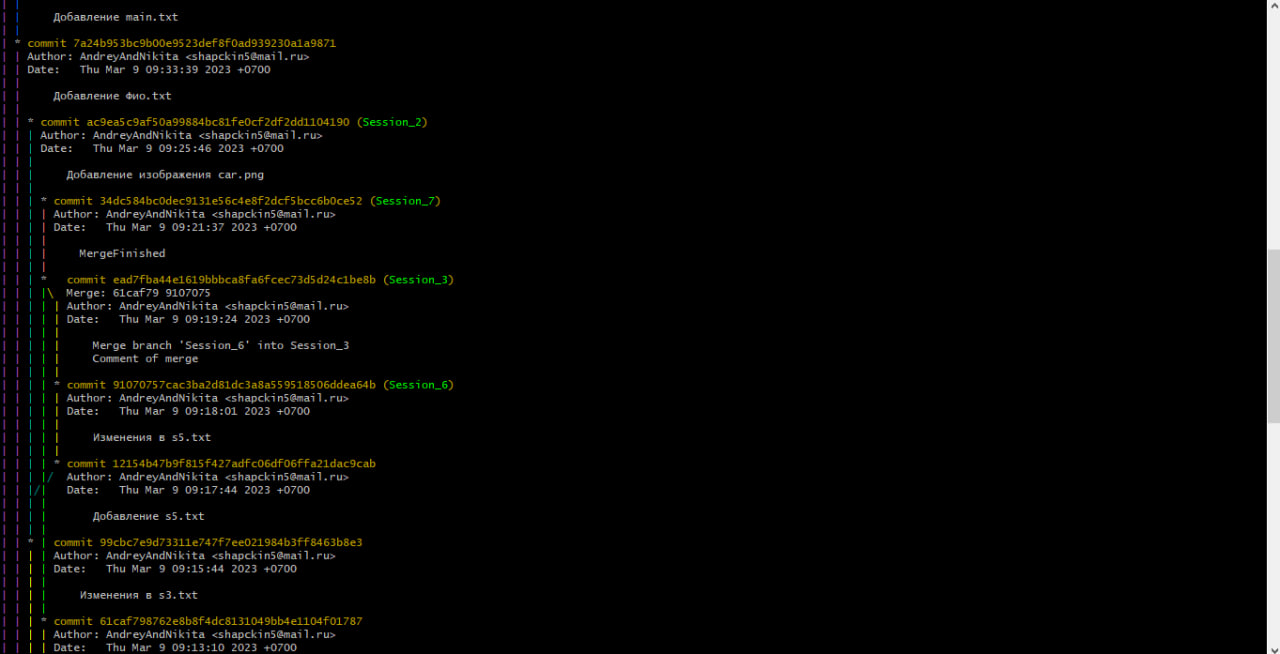 Добавление main.txt
* commit 7a24b953bc9b00e9523def8f0ad939230a1a9871
Author: AndreyAndNikita <shapckin5@mail.ru>
Date: Thu Mar 9 09:33:39 2023 +0700
Добавление Фио.txt
* commit ac9ea5c9af50a99884bc81fe0cf2df2dd1104190 (Session_2)
Author: AndreyAndNikita <shapckin5@mail.ru>
Date: Thu Mar 9 09:25:46 2023 +0700
Добавление изображения car.png
* commit 34dc584bc0dec9131e56c4e8f2dcf5bcc6b0ce52 (Session_7)
Author: AndreyAndNikita <shapckin5@mail.ru>
Date: Thu Mar 9 09:21:37 2023 +0700
MergeFinished
* commit ead7fba44e1619bbbca8fa6fcec73d5d24c1be8b (Session_3)
Merge: 61caf79 9107075
Author: AndreyAndNikita <shapckin5@mail.ru>
Date: Thu Mar 9 09:19:24 2023 +0700
Merge branch 'Session_6' into Session_3
Comment of merge
* commit 91070757cac3ba2d81dc3a8a559518506ddea64b (Session_6)
Author: AndreyAndNikita <shapckin5@mail.ru>
Date: Thu Mar 9 09:18:01 2023 +0700
Изменения в s5.txt
* commit 12154b47b9f815f427adfc06df06ffa21dac9cab
Author: AndreyAndNikita <shapckin5@mail.ru>
Date: Thu Mar 9 09:17:44 2023 +0700
Добавление s5.txt
* commit 99cbc7e9d73311e747f7ee021984b3ff8463b8e3
Author: AndreyAndNikita <shapckin5@mail.ru>
Date: Thu Mar 9 09:15:44 2023 +0700
Изменения в s3.txt
* commit 61caf798762e8b8f4dc8131049bb4e1104f01787
Author: AndreyAndNikita <shapckin5@mail.ru>
Date: Thu Mar 9 09:13:10 2023 +0700